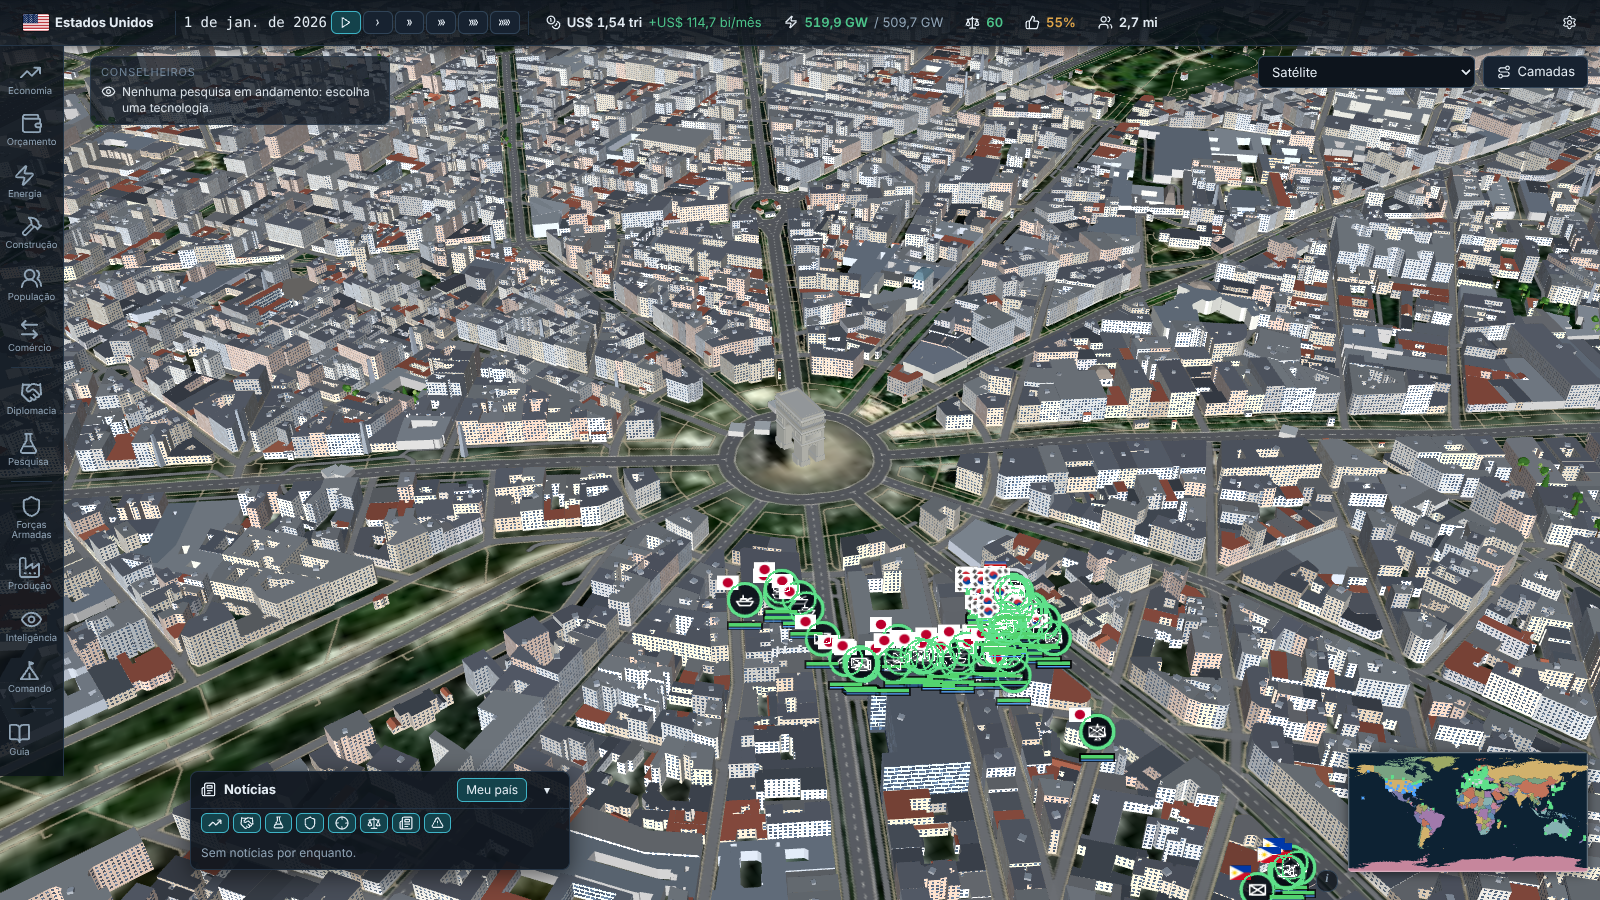 Estados Unidos
1 de jan. de 2026
US$ 1,54 tri +US$ 114,7 bi/mês
519,9 GW / 509,7 GW
60
55%
2,7 mi
CONSELHEIROS
Nenhuma pesquisa em andamento: escolha
uma tecnologia.
Satélite
Camadas
Economia
Orçamento
Energia
Construção
População
Comércio
Diplomacia
Pesquisa
Forças
Armadas
Produção
Inteligência
Comando
Guia
Notícias
Meu país
Sem notícias por enquanto.